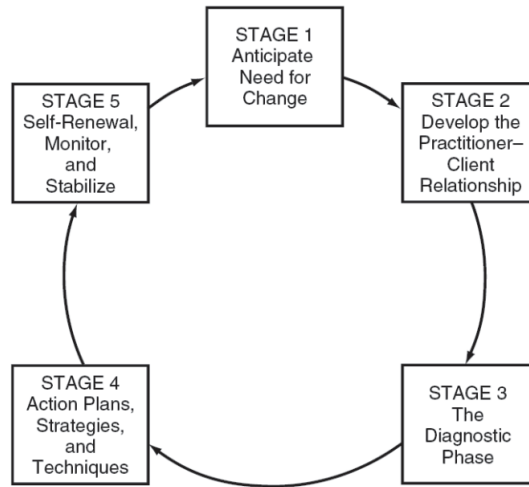 STAGE 1
Anticipate
Need for
Change
STAGE 2
Develop the
Practitioner–
Client
Relationship
STAGE 3
The
Diagnostic
Phase
STAGE 4
Action Plans,
Strategies,
and
Techniques
STAGE 5
Self-Renewal,
Monitor,
and
Stabilize